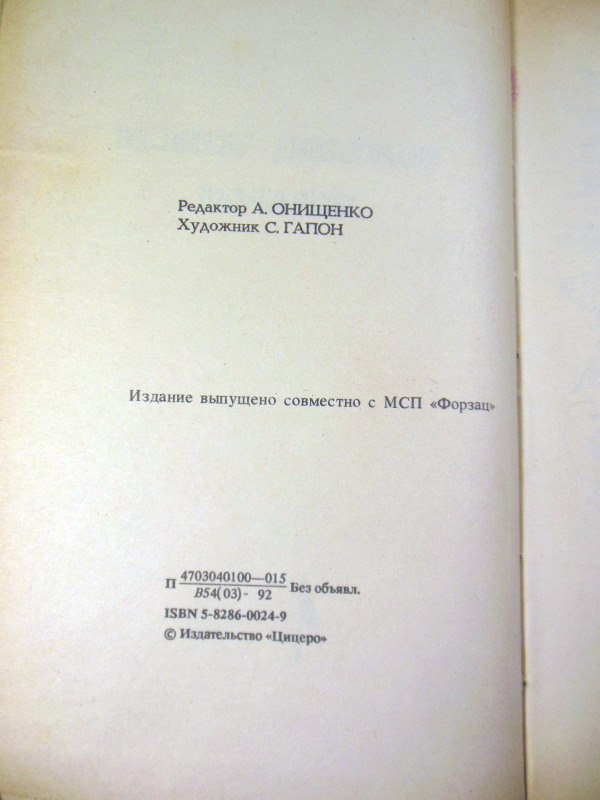 Редактор А. ОНИЩЕНКО
Художник С. ГАПОН
Издание выпущено совместно с МСП «Форзац»
П 4703040100—015 Без объявл.
В54(03)- 92
ISBN 5-8286-0024-9
© Издательство «Цицеро»